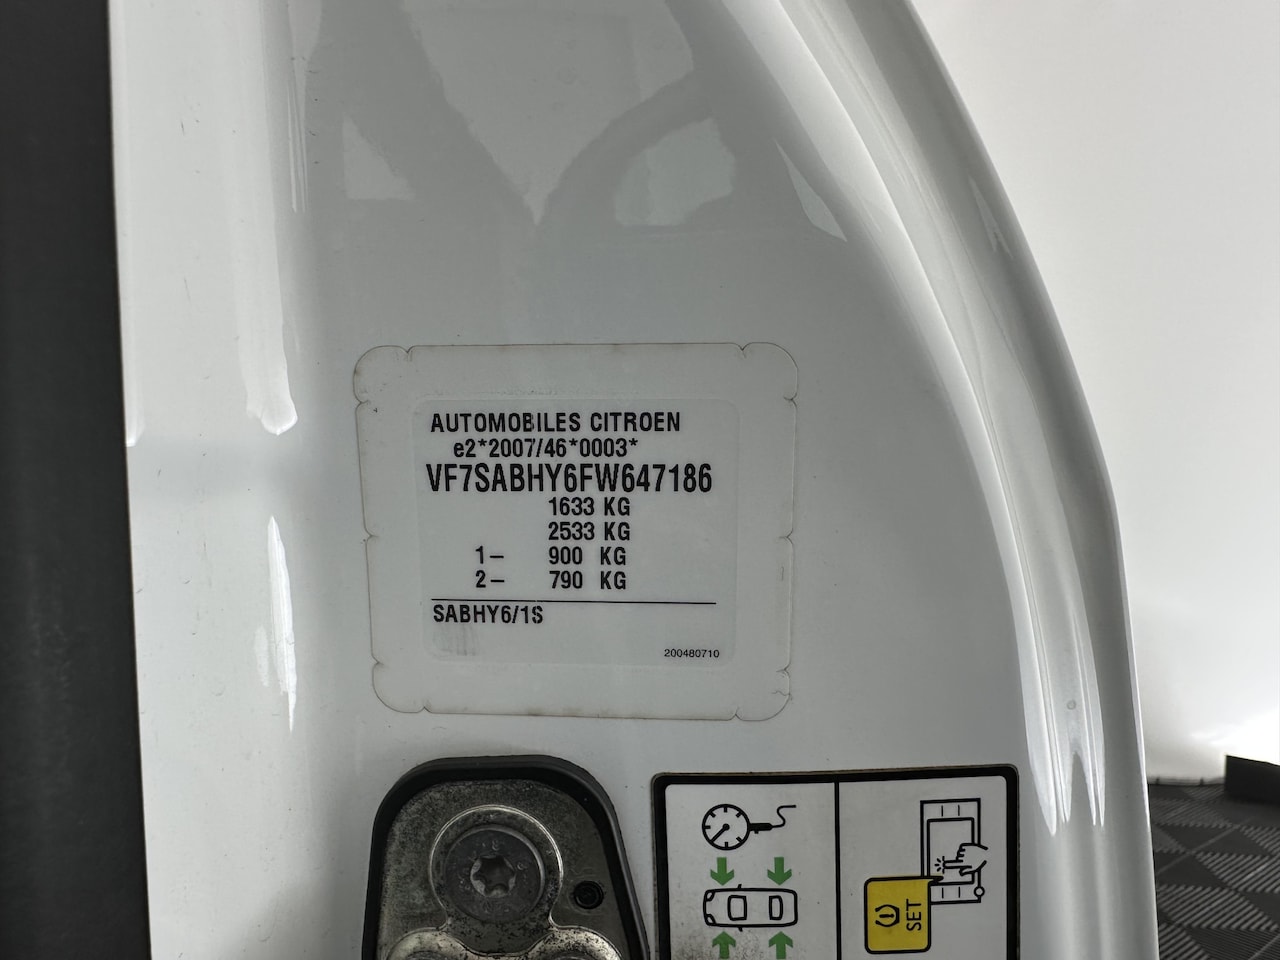 AUTOMOBILES CITROEN
e2*2007/46*0003*
VF7SABHY6FW647186
1633 KG
2533 KG
1- 900 KG
2- 790 KG
SABHY6/1S
200480710
SET